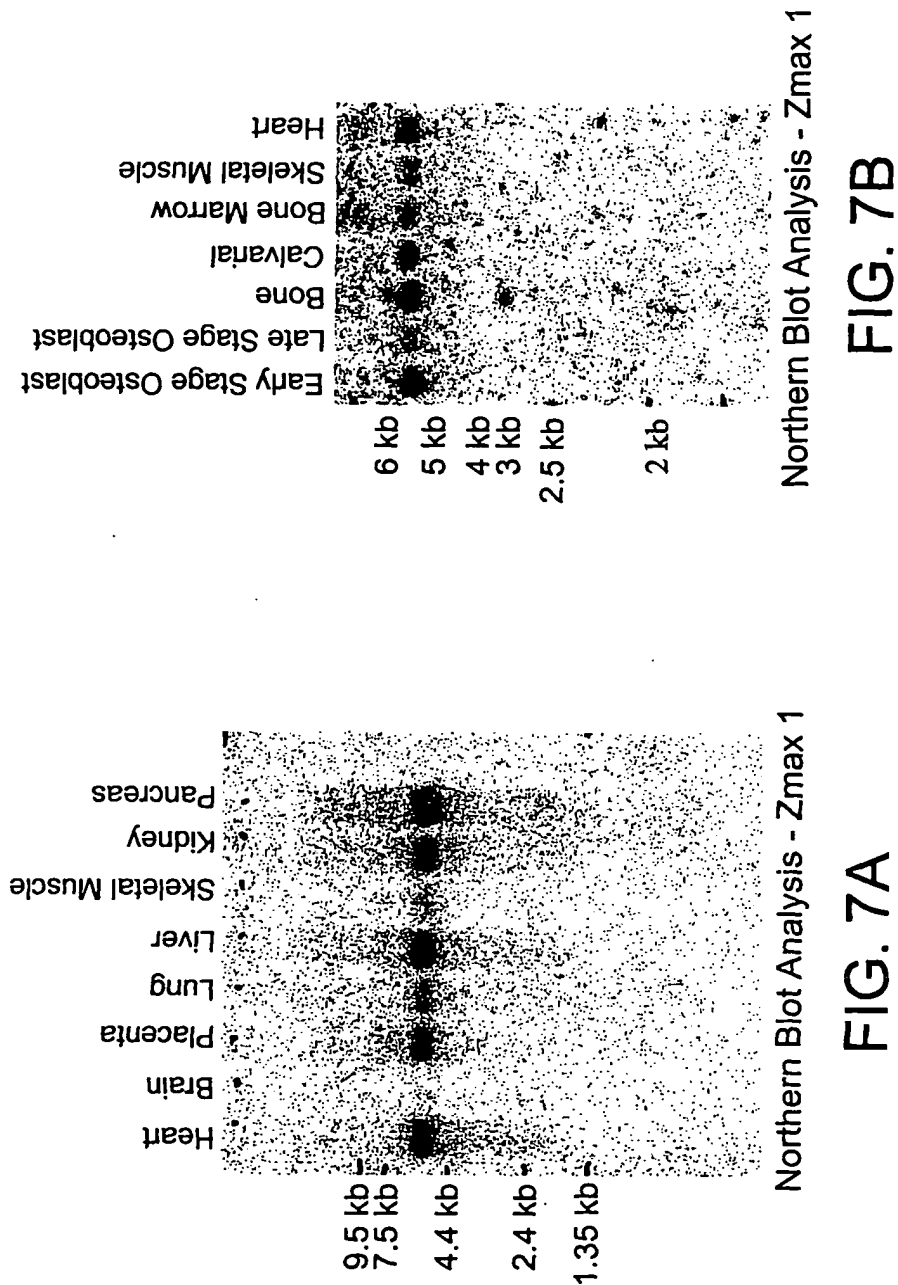 Heart
Brain
Placenta
Lung
Liver
Skeletal Muscle
Kidney
Pancreas
9.5 kb
7.5 kb
4.4 kb
2.4 kb
1.35 kb
Northern Blot Analysis - Zmax 1
FIG. 7A
Early Stage Osteoblast
Late Stage Osteoblast
Bone
Calvarial
Bone Marrow
Skeletal Muscle
Heart
6 kb
5 kb
4 kb
3 kb
2.5 kb
2 kb
Northern Blot Analysis - Zmax 1
FIG. 7B